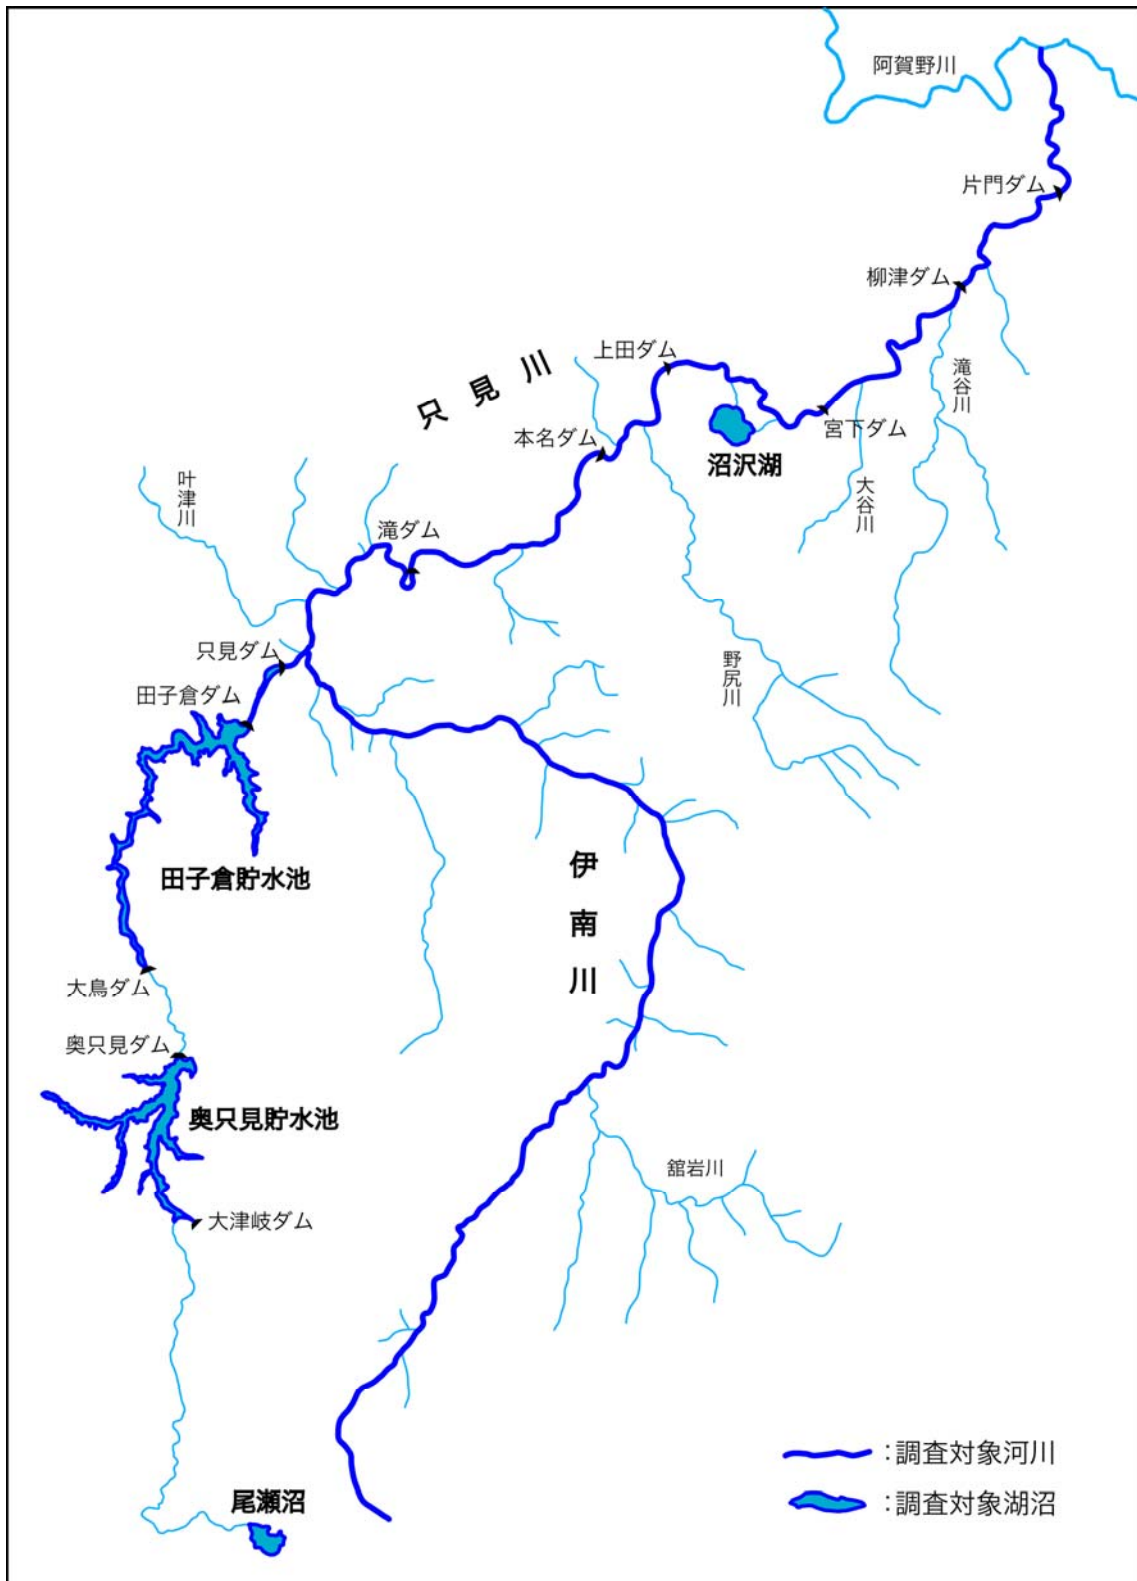 阿賀野川
片門ダム
柳津ダム
上田ダム
滝谷川
只見川
宮下ダム
本名ダム
沼沢湖
叶津川
大谷川
滝ダム
只見ダム
野尻川
田子倉ダム
田子倉貯水池
伊南川
大鳥ダム
奥只見ダム
奥只見貯水池
舘岩川
大津岐ダム
:調査対象河川
尾瀬沼
:調査対象湖沼